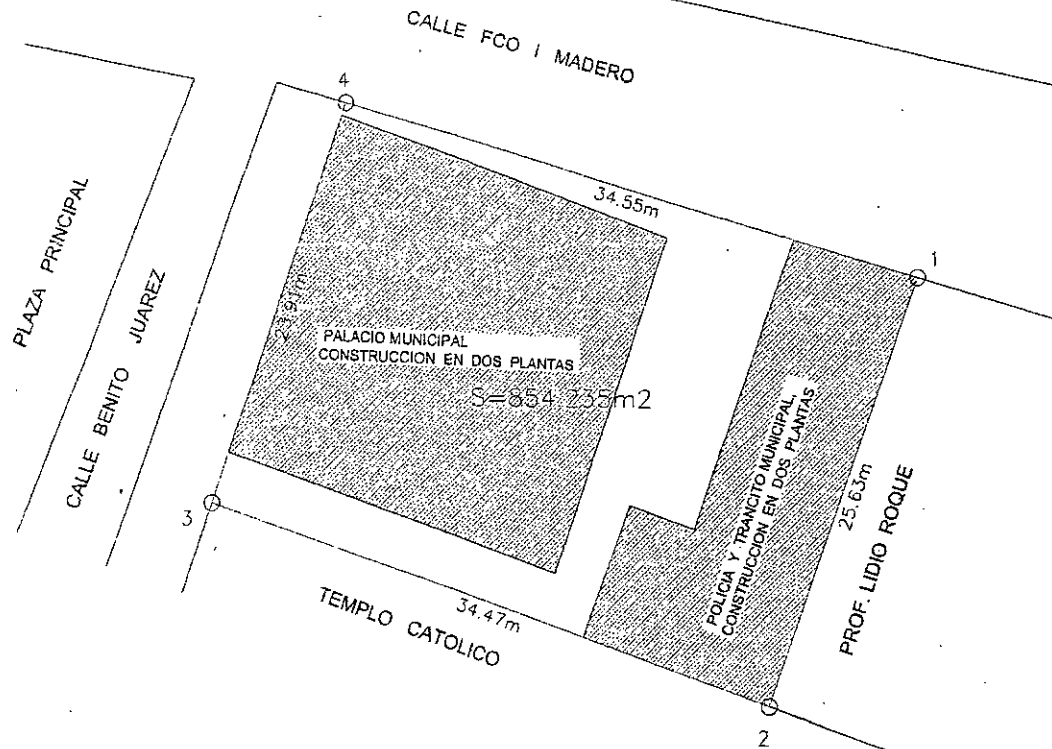 CALLE FCO I MADERO
4
34.55m
1
PLAZA PRINCIPAL
CALLE BENITO JUAREZ
23.91m
PALACIO MUNICIPAL
CONSTRUCCION EN DOS PLANTAS
S=854.235m2
POLICIA Y TRANCITO MUNICIPAL,
CONSTRUCCION EN DOS PLANTAS
25.63m
PROF. LIDIO ROQUE
3
34.47m
TEMPLO CATOLICO
2